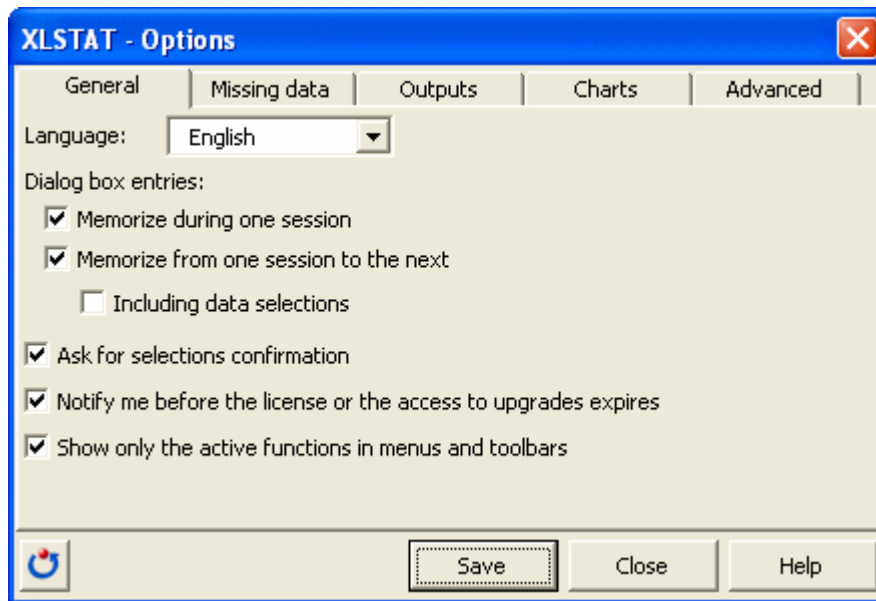 XLSTAT - Options
General Missing data Outputs Charts Advanced
Language: English
Dialog box entries:
Memorize during one session
Memorize from one session to the next
Including data selections
Ask for selections confirmation
Notify me before the license or the access to upgrades expires
Show only the active functions in menus and toolbars
Save Close Help